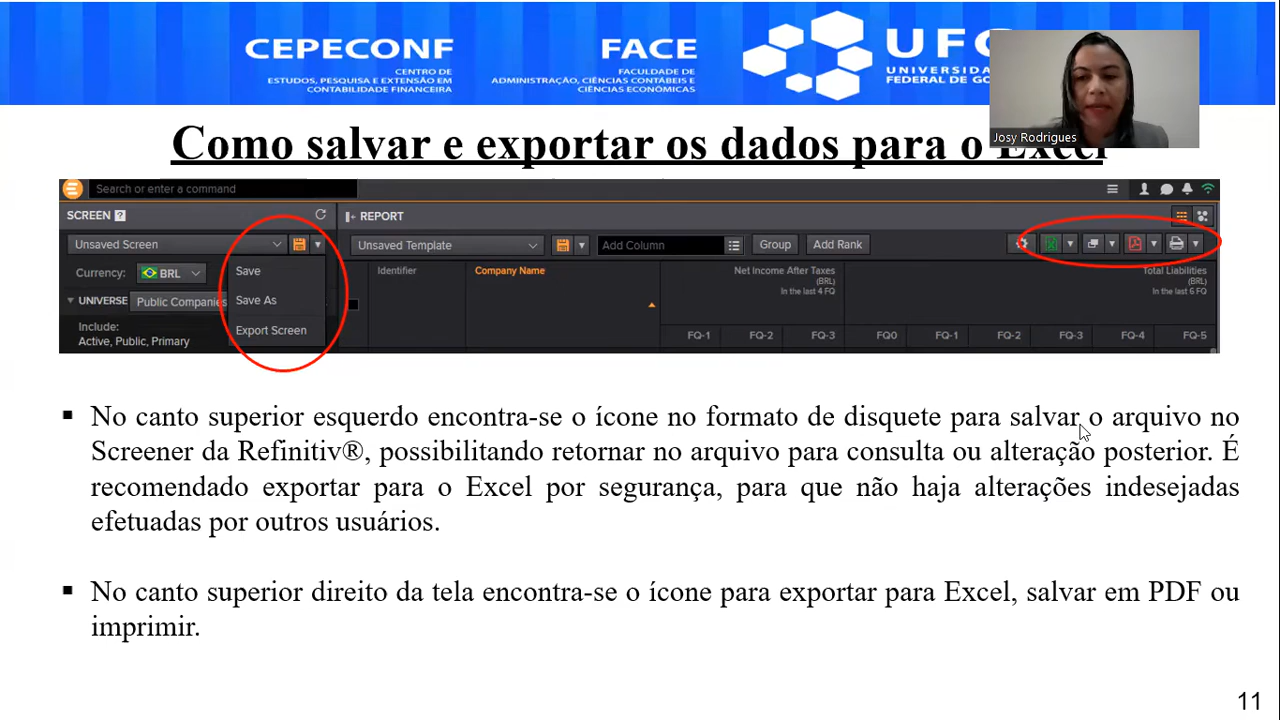 CEPECONF
CENTRO DE
ESTUDOS, PESQUISA E EXTENSÃO EM
CONTABILIDADE FINANCEIRA
FACE
FACULDADE DE
ADMINISTRAÇÃO, CIÊNCIAS CONTÁBEIS E
CIÊNCIAS ECONÔMICAS
UFG
FEDERAL DE
Josy Rodrigues
Como salvar e exportar os dados para o Excel
Search or enter a command
SCREEN ?
REPORT
Unsaved Screen
Unsaved Template
Add Column
Group
Add Rank
Currency:
BRL
Save
Save As
Export Screen
UNIVERSE
Public Companies
Include:
Active, Public, Primary
Identifier
Company Name
Net Income After Taxes
(BRL)
In the last 4 FQ
Total Liabilities
(BRL)
In the last 6 FQ
FQ-1 FQ-2 FQ-3 FQ0 FQ-1 FQ-2 FQ-3 FQ-4 FQ-5
▪ No canto superior esquerdo encontra-se o ícone no formato de disquete para salvar o arquivo no
Screener da Refinitiv®, possibilitando retornar no arquivo para consulta ou alteração posterior. É
recomendado exportar para o Excel por segurança, para que não haja alterações indesejadas
efetuadas por outros usuários.
▪ No canto superior direito da tela encontra-se o ícone para exportar para Excel, salvar em PDF ou
imprimir.
11